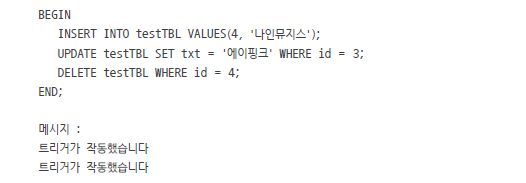 BEGIN
INSERT INTO testTBL VALUES(4, '나인뮤지스');
UPDATE testTBL SET txt = '에이핑크' WHERE id = 3;
DELETE testTBL WHERE id = 4;
END;
메시지 :
트리거가 작동했습니다
트리거가 작동했습니다